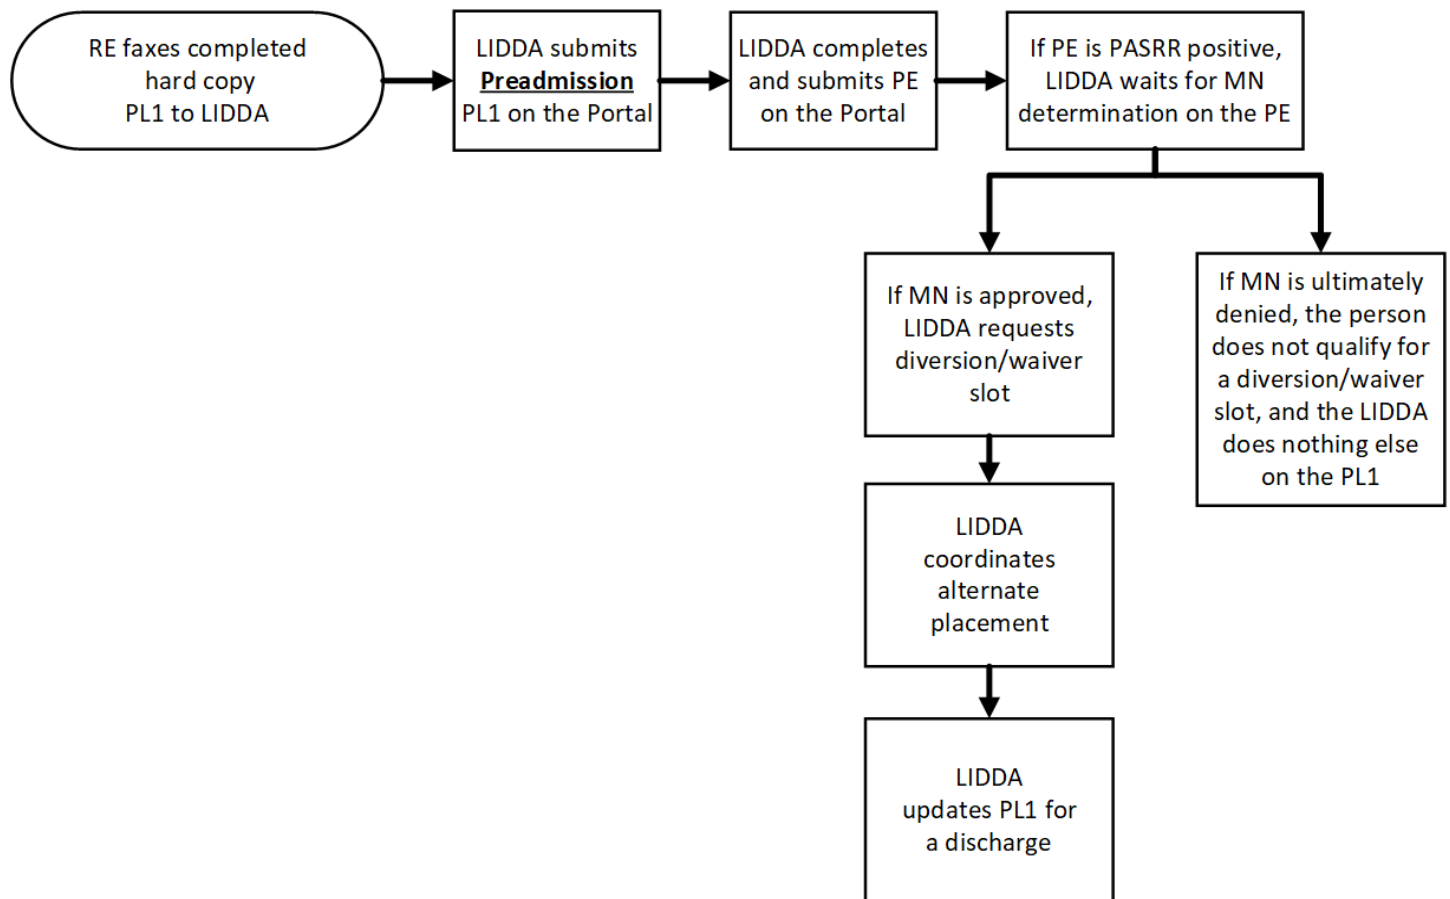 RE faxes completed
hard copy
PL1 to LIDDA
LIDDA submits
Preadmission
PL1 on the Portal
LIDDA completes
and submits PE
on the Portal
If PE is PASRR positive,
LIDDA waits for MN
determination on the PE
If MN is approved,
LIDDA requests
diversion/waiver
slot
If MN is ultimately
denied, the person
does not qualify for
a diversion/waiver
slot, and the LIDDA
does nothing else
on the PL1
LIDDA
coordinates
alternate
placement
LIDDA
updates PL1 for
a discharge